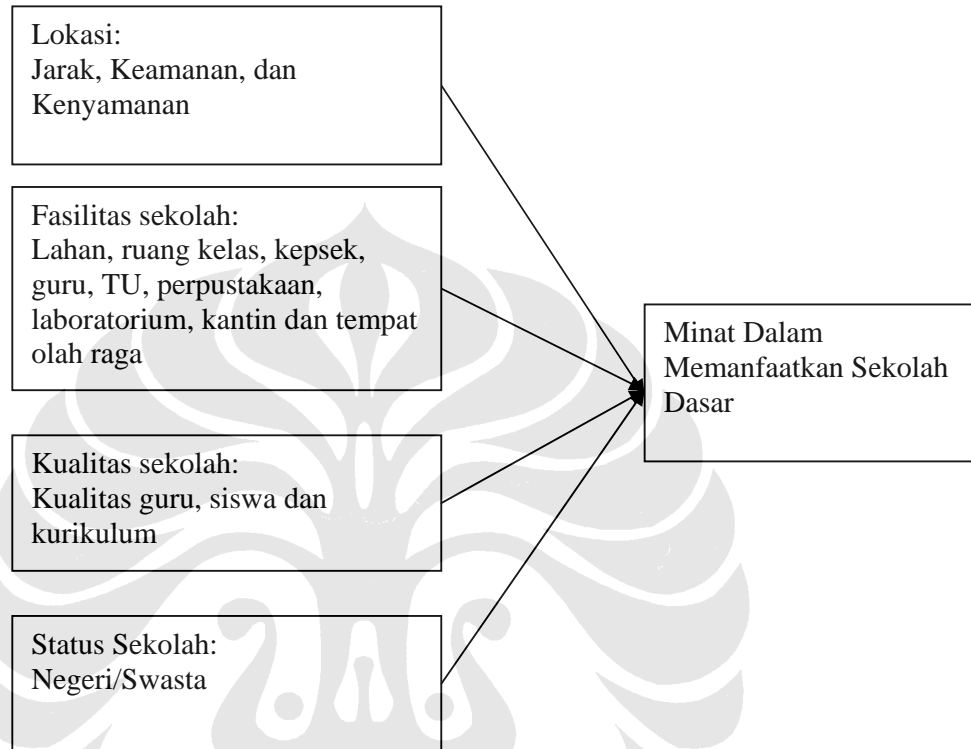 Lokasi:
Jarak, Keamanan, dan
Kenyamanan
Fasilitas sekolah:
Lahan, ruang kelas, kepsek,
guru, TU, perpustakaan,
laboratorium, kantin dan tempat
olah raga
Minat Dalam
Memanfaatkan Sekolah
Dasar
Kualitas sekolah:
Kualitas guru, siswa dan
kurikulum
Status Sekolah:
Negeri/Swasta